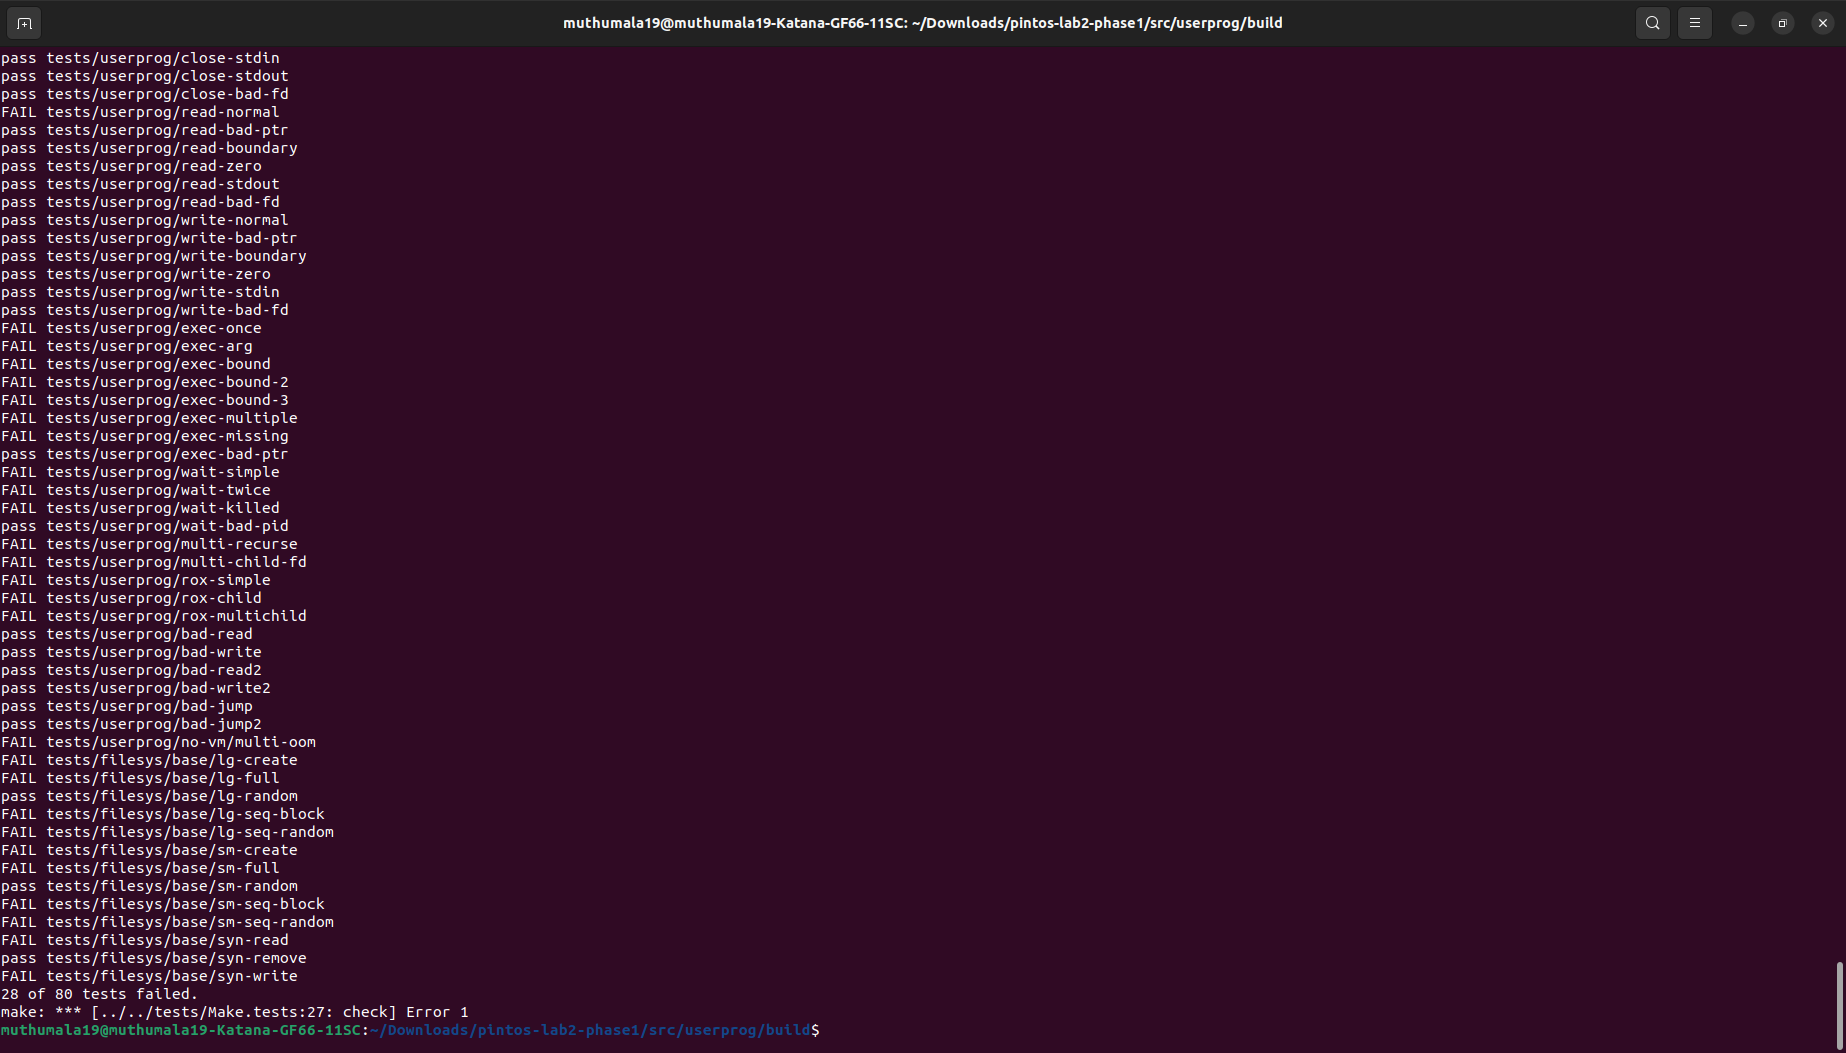 muthumala19@muthumala19-Katana-GF66-11SC: ~/Downloads/pintos-lab2-phase1/src/userprog/build
pass tests/userprog/close-stdin
pass tests/userprog/close-stdout
pass tests/userprog/close-bad-fd
FAIL tests/userprog/read-normal
pass tests/userprog/read-bad-ptr
pass tests/userprog/read-boundary
pass tests/userprog/read-zero
pass tests/userprog/read-stdout
pass tests/userprog/read-bad-fd
pass tests/userprog/write-normal
pass tests/userprog/write-bad-ptr
pass tests/userprog/write-boundary
pass tests/userprog/write-zero
pass tests/userprog/write-stdin
pass tests/userprog/write-bad-fd
FAIL tests/userprog/exec-once
FAIL tests/userprog/exec-arg
FAIL tests/userprog/exec-bound
FAIL tests/userprog/exec-bound-2
FAIL tests/userprog/exec-bound-3
FAIL tests/userprog/exec-multiple
FAIL tests/userprog/exec-missing
pass tests/userprog/exec-bad-ptr
FAIL tests/userprog/wait-simple
FAIL tests/userprog/wait-twice
FAIL tests/userprog/wait-killed
pass tests/userprog/wait-bad-pid
FAIL tests/userprog/multi-recurse
FAIL tests/userprog/multi-child-fd
FAIL tests/userprog/rox-simple
FAIL tests/userprog/rox-child
FAIL tests/userprog/rox-multichild
pass tests/userprog/bad-read
pass tests/userprog/bad-write
pass tests/userprog/bad-read2
pass tests/userprog/bad-write2
pass tests/userprog/bad-jump
pass tests/userprog/bad-jump2
FAIL tests/userprog/no-vm/multi-oom
FAIL tests/filesys/base/lg-create
FAIL tests/filesys/base/lg-full
pass tests/filesys/base/lg-random
FAIL tests/filesys/base/lg-seq-block
FAIL tests/filesys/base/lg-seq-random
FAIL tests/filesys/base/sm-create
FAIL tests/filesys/base/sm-full
pass tests/filesys/base/sm-random
FAIL tests/filesys/base/sm-seq-block
FAIL tests/filesys/base/sm-seq-random
FAIL tests/filesys/base/syn-read
pass tests/filesys/base/syn-remove
FAIL tests/filesys/base/syn-write
28 of 80 tests failed.
make: *** [../../tests/Make.tests:27: check] Error 1
muthumala19@muthumala19-Katana-GF66-11SC:~/Downloads/pintos-lab2-phase1/src/userprog/build$